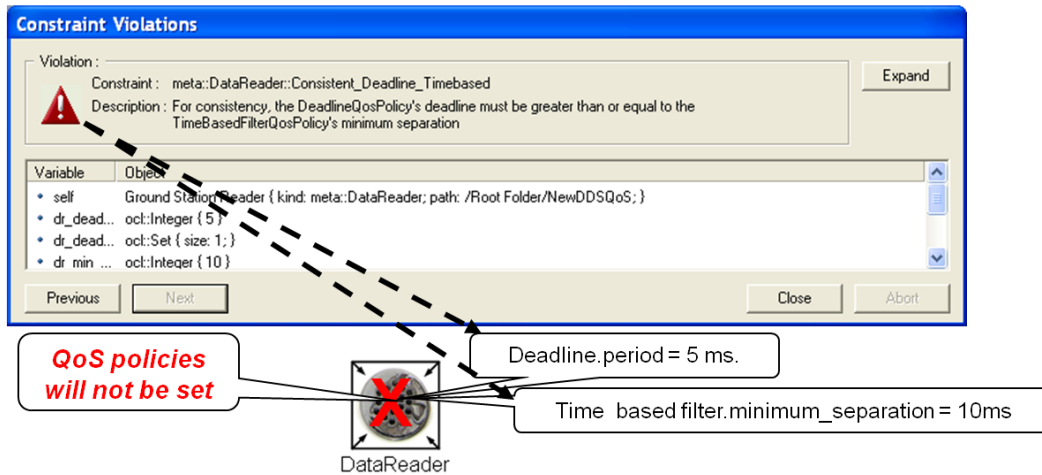 Constraint Violations
Violation :
Constraint : meta::DataReader::Consistent_Deadline_Timebased
Description : For consistency, the DeadlineQosPolicy's deadline must be greater than or equal to the
TimeBasedFilterQosPolicy's minimum separation
Expand
Variable Object
self Ground Station Reader { kind: meta::DataReader; path: /Root Folder/NewDDSQoS; }
dr_dead... ocl::Integer { 5 }
dr_dead... ocl::Set { size: 1; }
dr_min_... ocl::Integer { 10 }
Previous Next Close Abort
QoS policies
will not be set
Deadline.period = 5 ms.
Time based filter.minimum_separation = 10ms
X
DataReader